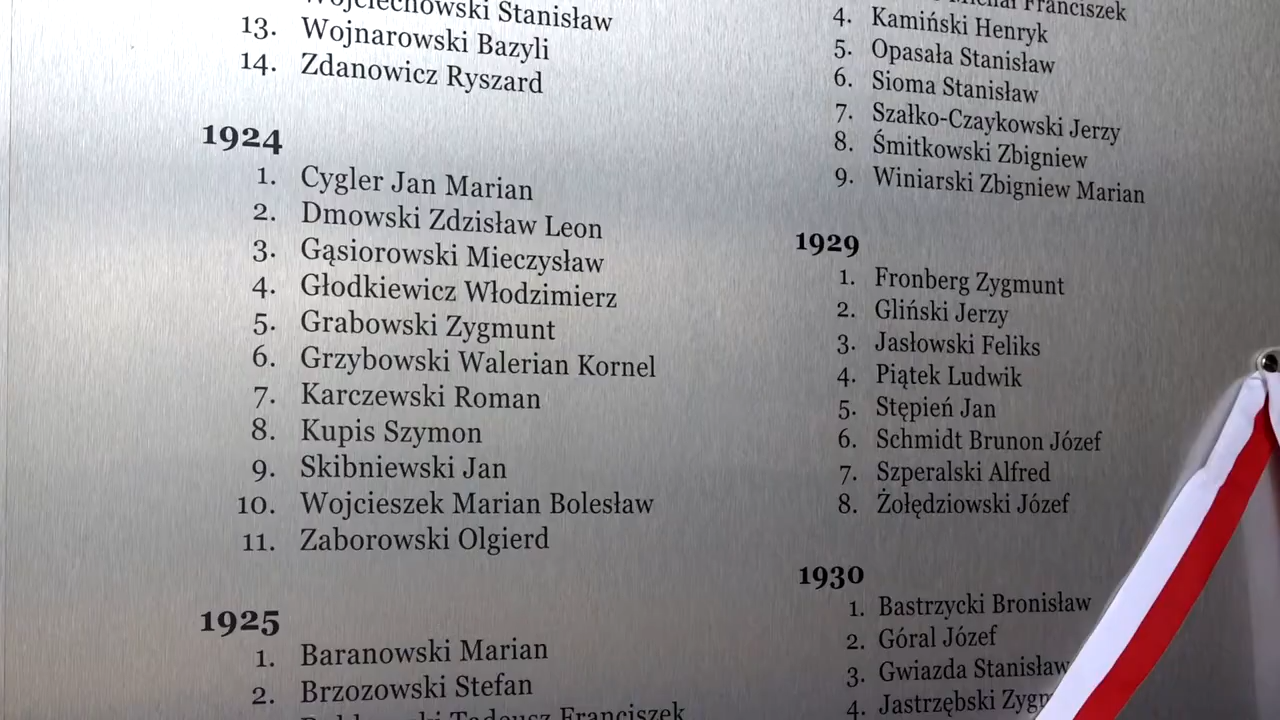 Stanisław
13. Wojnarowski Bazyli
14. Zdanowicz Ryszard
1924
1. Cygler Jan Marian
2. Dmowski Zdzisław Leon
3. Gąsiorowski Mieczysław
4. Głodkiewicz Włodzimierz
5. Grabowski Zygmunt
6. Grzybowski Walerian Kornel
7. Karczewski Roman
8. Kupis Szymon
9. Skibniewski Jan
10. Wojcieszek Marian Bolesław
11. Zaborowski Olgierd
1925
1. Baranowski Marian
2. Brzozowski Stefan
Tadeusz Franciszek
Franciszek
4. Kamiński Henryk
5. Opasała Stanisław
6. Sioma Stanisław
7. Szałko-Czaykowski Jerzy
8. Śmitkowski Zbigniew
9. Winiarski Zbigniew Marian
1929
1. Fronberg Zygmunt
2. Gliński Jerzy
3. Jasłowski Feliks
4. Piątek Ludwik
5. Stępień Jan
6. Schmidt Brunon Józef
7. Szperalski Alfred
8. Żołędziowski Józef
1930
1. Bastrzycki Bronisław
2. Góral Józef
3. Gwiazda Stanisław
4. Jastrzębski